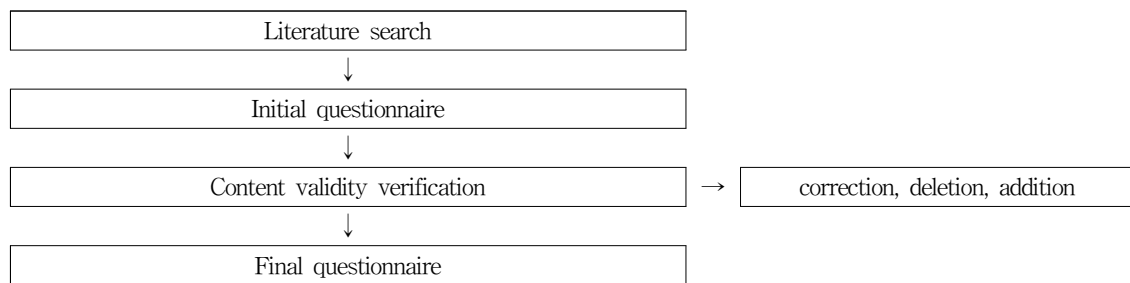 Literature search
↓
Initial questionnaire
↓
Content validity verification → correction, deletion, addition
↓
Final questionnaire